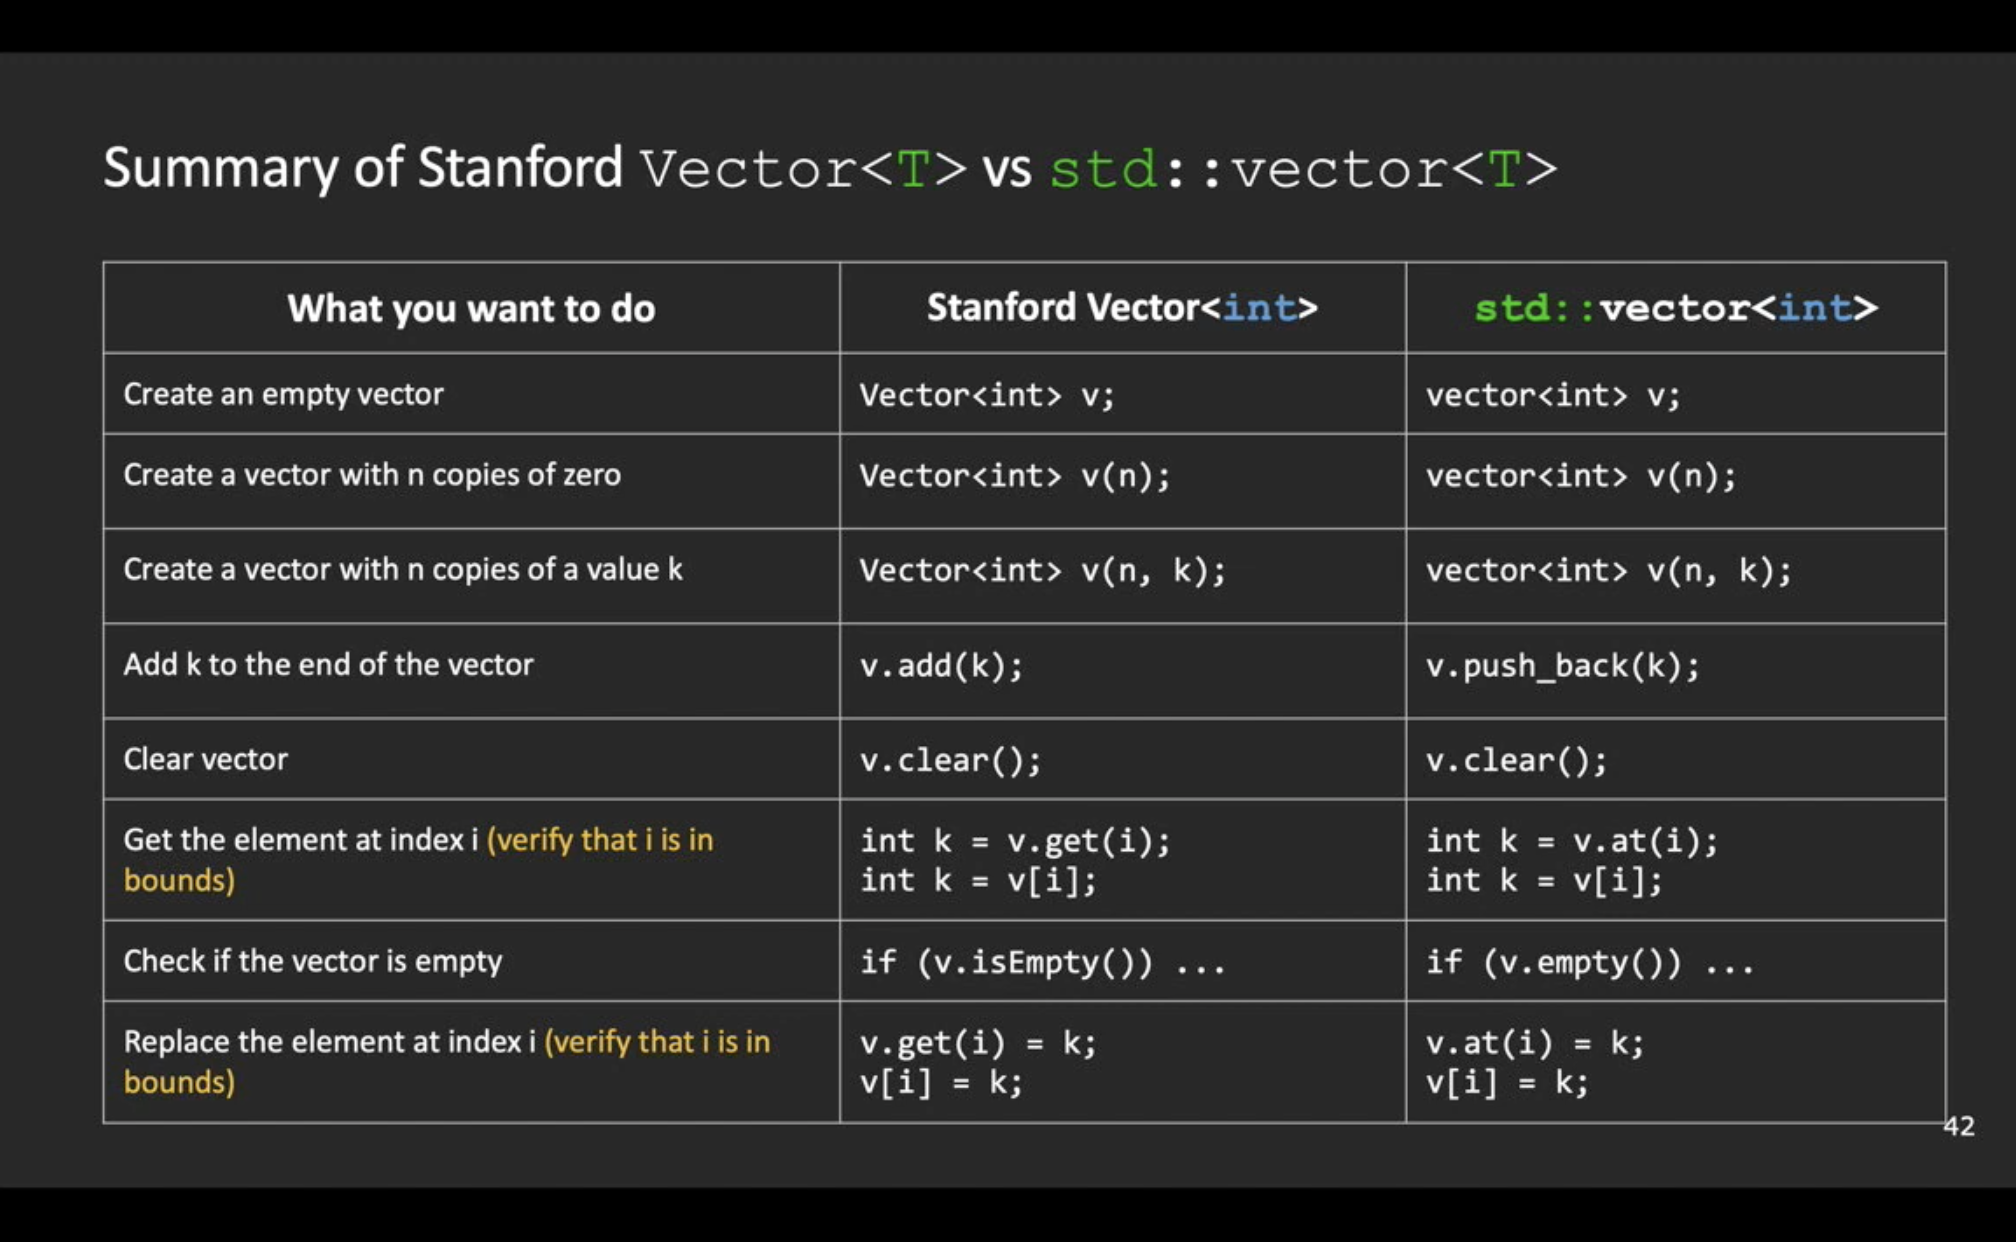 Summary of Stanford Vector<T> vs std::vector<T>
What you want to do
Stanford Vector<int>
std::vector<int>
Create an empty vector
Vector<int> v;
vector<int> v;
Create a vector with n copies of zero
Vector<int> v(n);
vector<int> v(n);
Create a vector with n copies of a value k
Vector<int> v(n, k);
vector<int> v(n, k);
Add k to the end of the vector
v.add(k);
v.push_back(k);
Clear vector
v.clear();
v.clear();
Get the element at index i (verify that i is in
bounds)
int k = v.get(i);
int k = v[i];
int k = v.at(i);
int k = v[i];
Check if the vector is empty
if (v.isEmpty()) ...
if (v.empty()) ...
Replace the element at index i (verify that i is in
bounds)
v.get(i) = k;
v[i] = k;
v.at(i) = k;
v[i] = k;
42